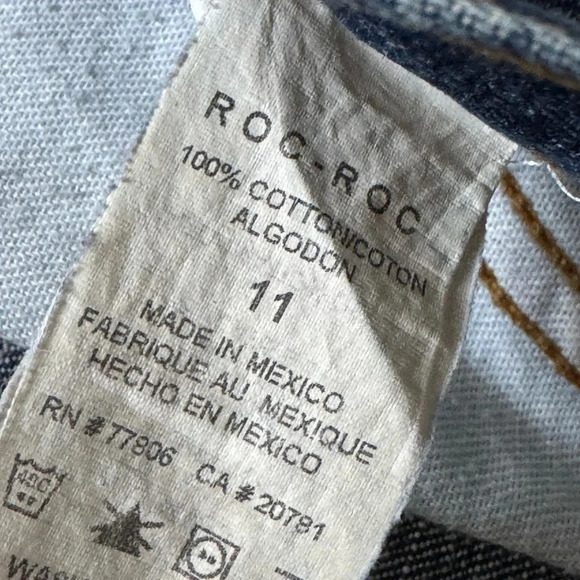 ROC-ROC
100% COTTON/COTON
ALGODON
11
MADE IN MEXICO
FABRIQUE AU MEXIQUE
HECHO EN MEXICO
RN # 77806 CA # 20781
40C